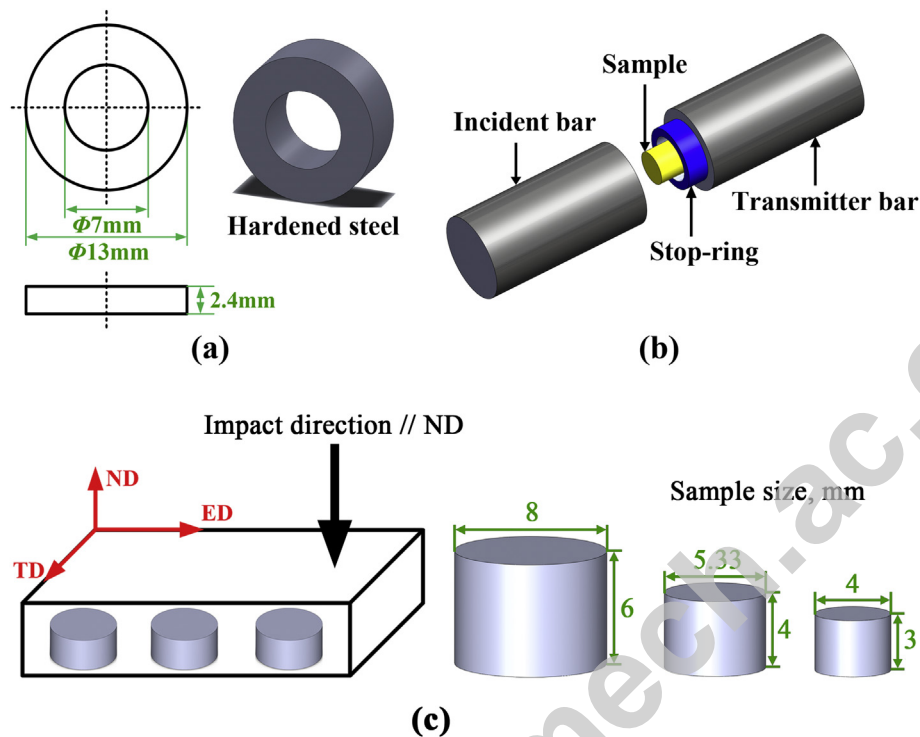 Hardened steel
Φ7mm
Φ13mm
2.4mm
(a)
Sample
Incident bar
Transmitter bar
Stop-ring
(b)
Impact direction // ND
ND
ED
TD
Sample size, mm
8
6
5.33
4
4
3
(c)